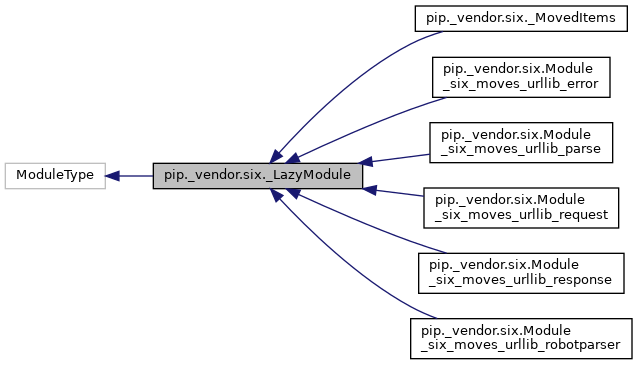 pip._vendor.six._MovedItems
pip._vendor.six.Module
_six_moves_urllib_error
pip._vendor.six.Module
_six_moves_urllib_parse
ModuleType
pip._vendor.six._LazyModule
pip._vendor.six.Module
_six_moves_urllib_request
pip._vendor.six.Module
_six_moves_urllib_response
pip._vendor.six.Module
_six_moves_urllib_robotparser